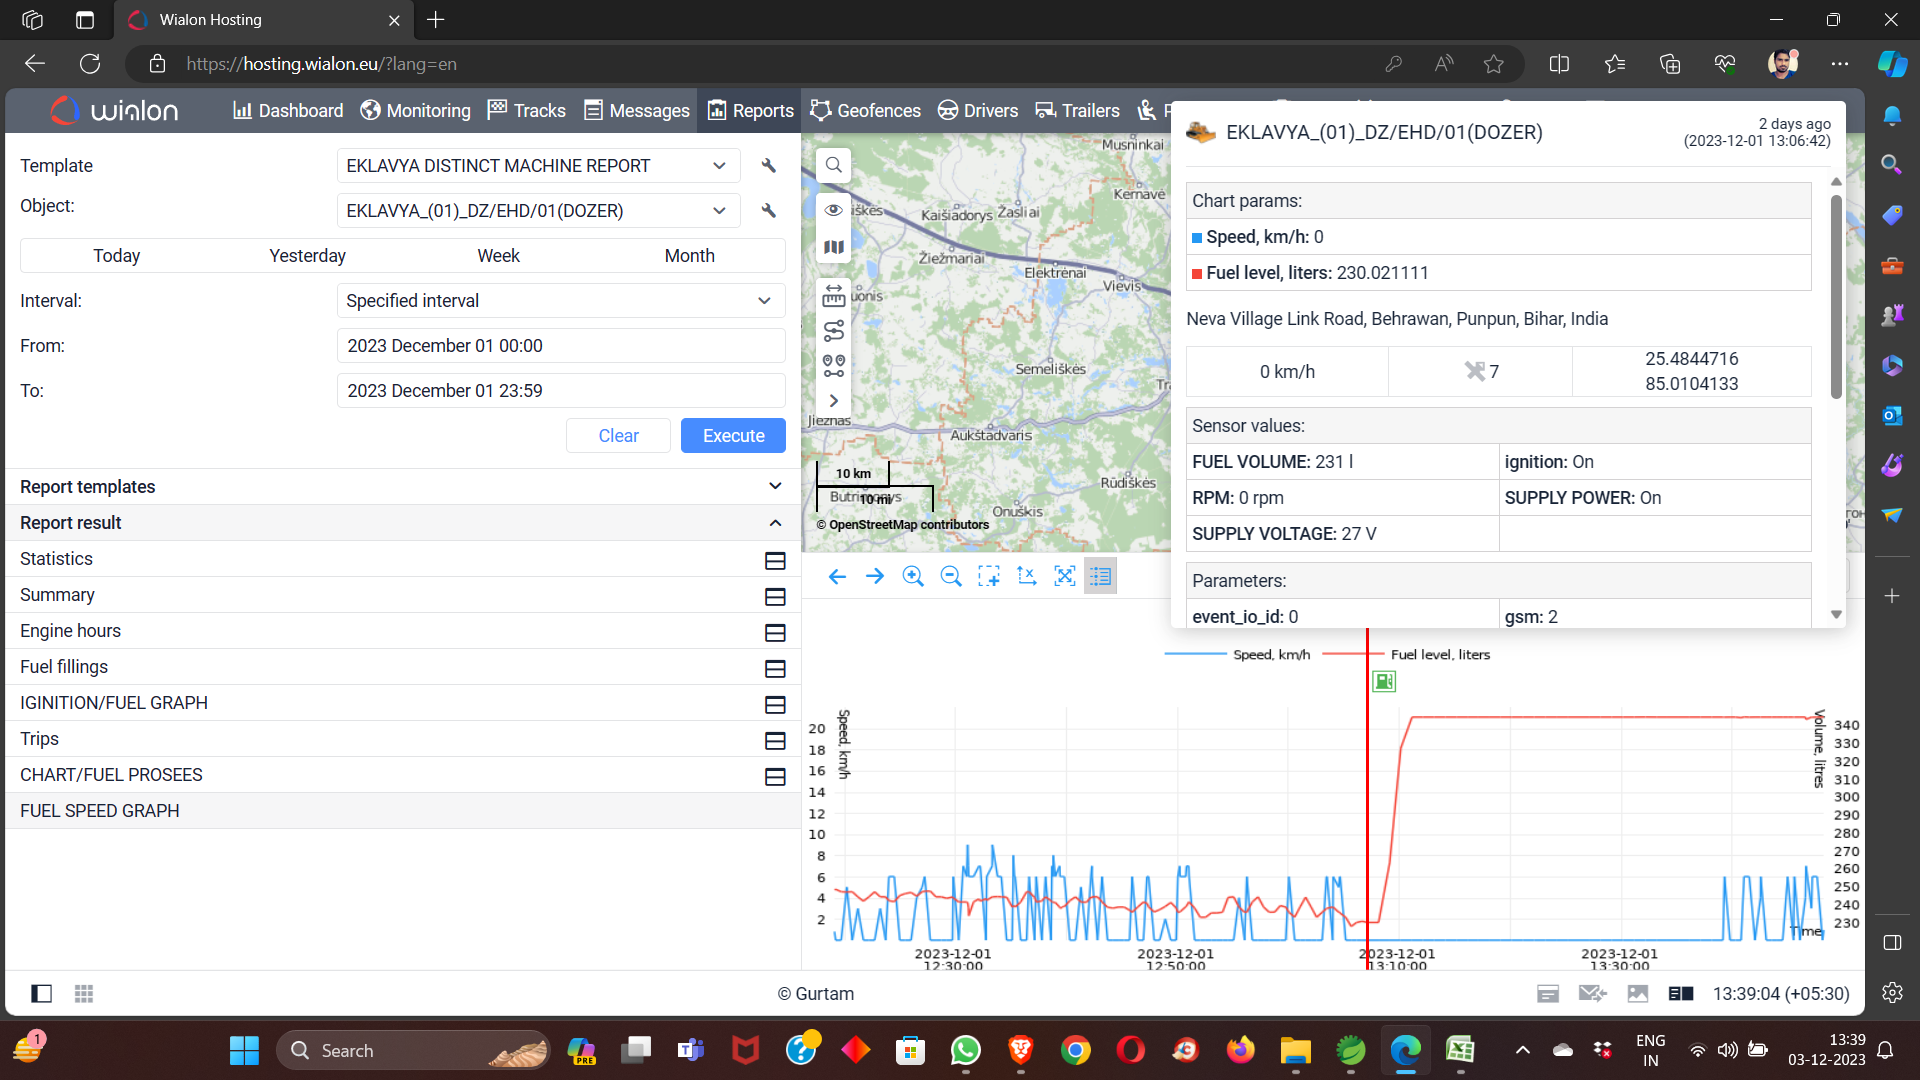 Wialon Hosting
https://hosting.wialon.eu/?lang=en
wialon
Dashboard Monitoring Tracks Messages Reports Geofences Drivers Trailers P
Template
EKLAVYA DISTINCT MACHINE REPORT
Object:
EKLAVYA_(01)_DZ/EHD/01(DOZER)
Today Yesterday Week Month
Interval:
Specified interval
From:
2023 December 01 00:00
To:
2023 December 01 23:59
Clear Execute
Report templates
Report result
Statistics
Summary
Engine hours
Fuel fillings
IGINITION/FUEL GRAPH
Trips
CHART/FUEL PROSEES
FUEL SPEED GRAPH
Musninkai
Kernavė
Kaišiadorys Žasliai
Žiežmariai
Elektrėnai
Vievis
Semeliškės
Jieznas
Aukštadvaris
Rūdiškės
Butrimonys
Onuškis
10 km
10 mi
© OpenStreetMap contributors
EKLAVYA_(01)_DZ/EHD/01(DOZER)
2 days ago
(2023-12-01 13:06:42)
Chart params:
Speed, km/h: 0
Fuel level, liters: 230.021111
Neva Village Link Road, Behrawan, Punpun, Bihar, India
0 km/h
7
25.4844716
85.0104133
Sensor values:
FUEL VOLUME: 231 l
ignition: On
RPM: 0 rpm
SUPPLY POWER: On
SUPPLY VOLTAGE: 27 V
Parameters:
event_io_id: 0
gsm: 2
Speed, km/h
Fuel level, liters
Speed, km/h
20
18
16
14
12
10
8
6
4
2
Volume, litres
340
330
320
310
300
290
280
270
260
250
240
230
Time
2023-12-01
12:30:00
2023-12-01
12:50:00
2023-12-01
13:10:00
2023-12-01
13:30:00
© Gurtam
13:39:04 (+05:30)
1
Search
PRE
ENG
IN
13:39
03-12-2023